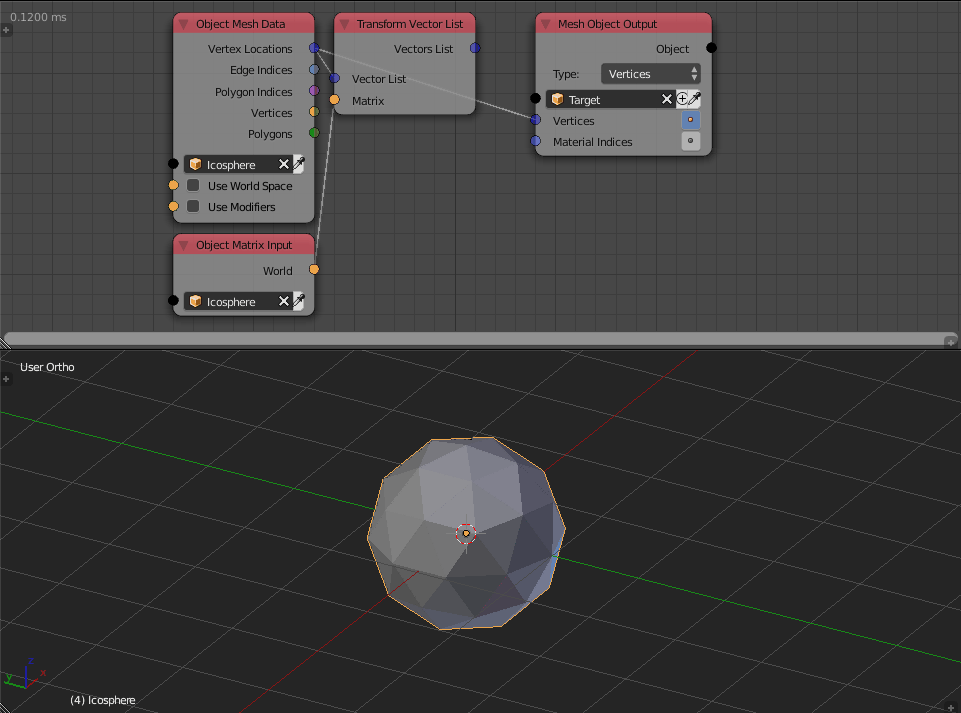 0.1200 ms
Object Mesh Data
Vertex Locations
Edge Indices
Polygon Indices
Vertices
Polygons
Icosphere
Use World Space
Use Modifiers
Object Matrix Input
World
Icosphere
Transform Vector List
Vectors List
Vector List
Matrix
Mesh Object Output
Object
Type: Vertices
Target
Vertices
Material Indices
User Ortho
z
y
x
(4) Icosphere